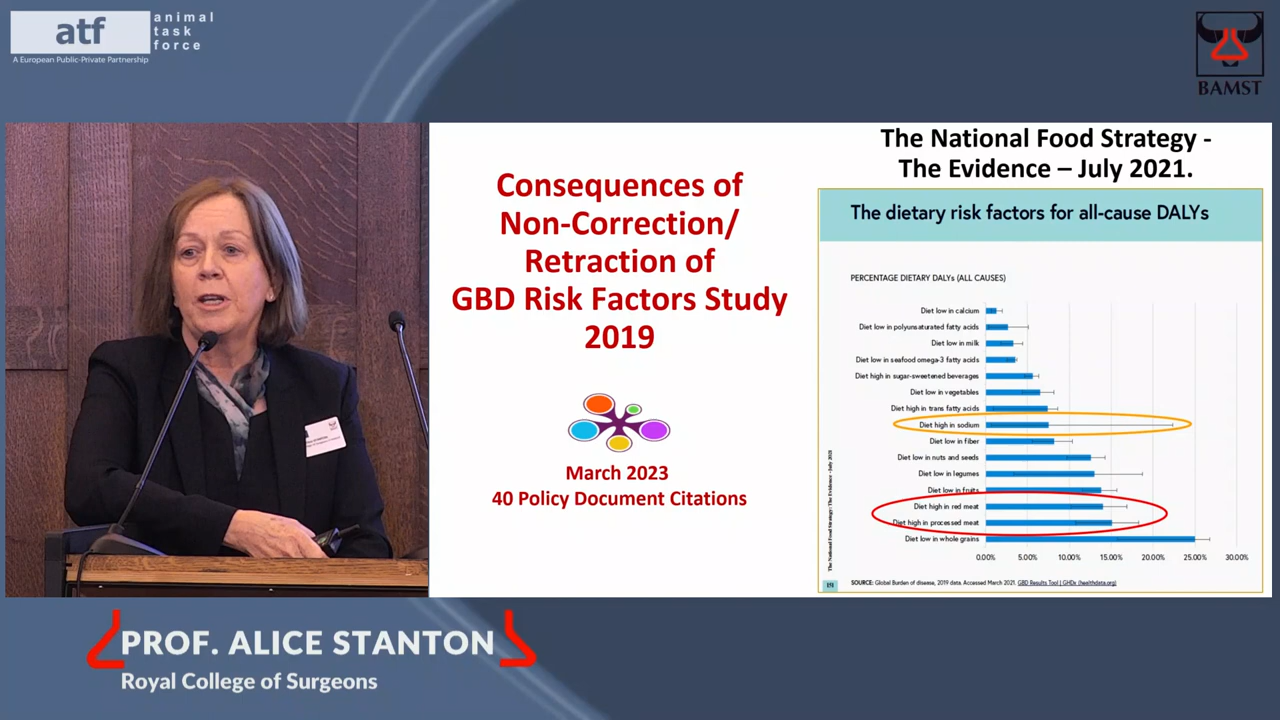 atf
animal
task
force
A European Public-Private Partnership
BAMST
Consequences of
Non-Correction/
Retraction of
GBD Risk Factors Study
2019
March 2023
40 Policy Document Citations
The National Food Strategy -
The Evidence – July 2021.
The dietary risk factors for all-cause DALYs
PERCENTAGE DIETARY DALYs (ALL CAUSES)
Diet low in calcium
Diet low in polyunsaturated fatty acids
Diet low in milk
Diet low in seafood omega-3 fatty acids
Diet high in sugar-sweetened beverages
Diet low in vegetables
Diet high in trans fatty acids
Diet high in sodium
Diet low in fiber
Diet low in nuts and seeds
Diet low in legumes
Diet low in fruits
Diet high in red meat
Diet high in processed meat
Diet low in whole grains
0.00% 5.00% 10.00% 15.00% 20.00% 25.00% 30.00%
The National Food Strategy: The Evidence - July 2021
SOURCE: Global Burden of disease, 2019 data. Accessed March 2021. GBD Results Tool | GHDx (healthdata.org)
PROF. ALICE STANTON
Royal College of Surgeons